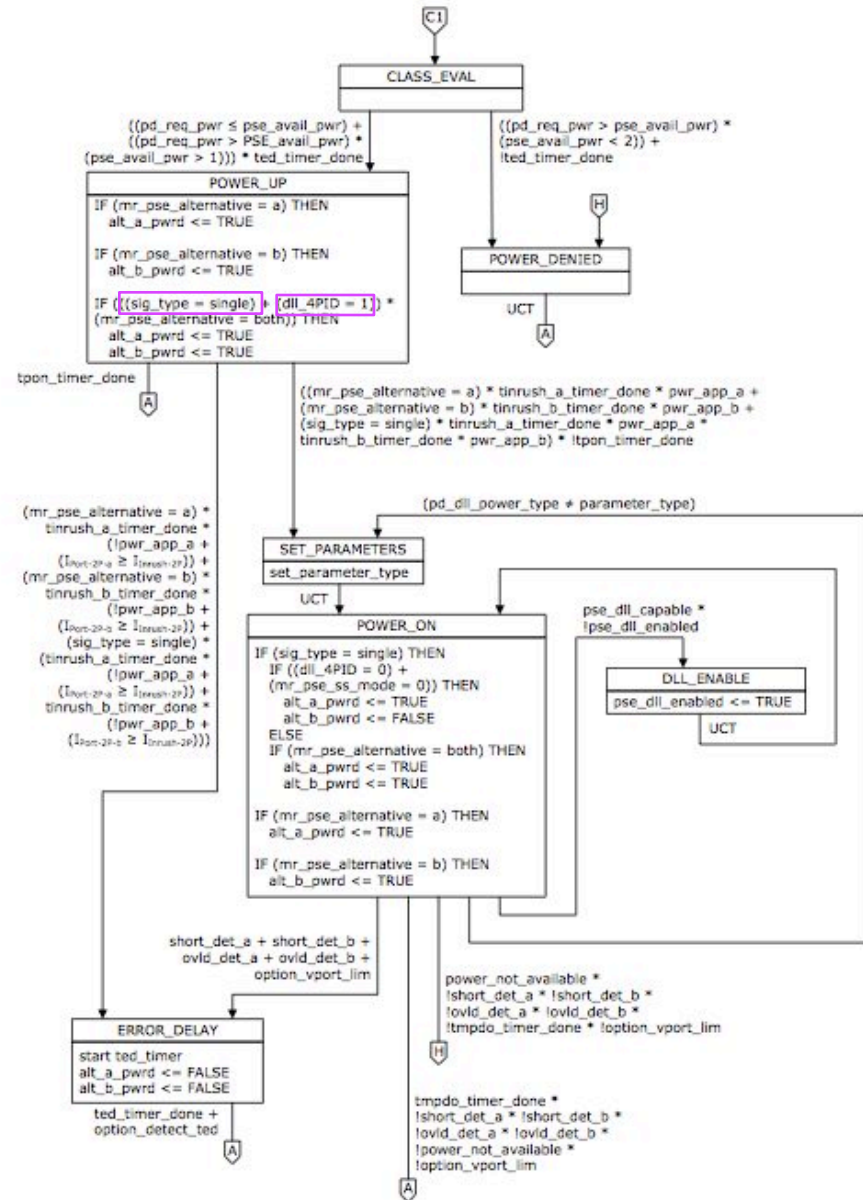 C1
CLASS_EVAL
((pd_req_pwr ≤ pse_avail_pwr) +
((pd_req_pwr > PSE_avail_pwr) *
(pse_avail_pwr > 1))) * ted_timer_done
((pd_req_pwr > pse_avail_pwr) *
(pse_avail_pwr < 2)) +
!ted_timer_done
POWER_UP
IF (mr_pse_alternative = a) THEN
alt_a_pwrd <= TRUE
IF (mr_pse_alternative = b) THEN
alt_b_pwrd <= TRUE
IF (((sig_type = single) + (dll_4PID = 1)) *
(mr_pse_alternative = both)) THEN
alt_a_pwrd <= TRUE
alt_b_pwrd <= TRUE
H
POWER_DENIED
UCT
A
tpon_timer_done
A
((mr_pse_alternative = a) * tinrush_a_timer_done * pwr_app_a +
(mr_pse_alternative = b) * tinrush_b_timer_done * pwr_app_b +
(sig_type = single) * tinrush_a_timer_done * pwr_app_a *
tinrush_b_timer_done * pwr_app_b) * !tpon_timer_done
(mr_pse_alternative = a) *
tinrush_a_timer_done *
(!pwr_app_a +
(IPort-2P-a ≥ IInrush-2P)) +
(mr_pse_alternative = b) *
tinrush_b_timer_done *
(!pwr_app_b +
(IPort-2P-b ≥ IInrush-2P)) +
(sig_type = single) *
(tinrush_a_timer_done *
(!pwr_app_a +
(IPort-2P-a ≥ IInrush-2P)) +
tinrush_b_timer_done *
(!pwr_app_b +
(IPort-2P-b ≥ IInrush-2P)))
(pd_dll_power_type ≠ parameter_type)
SET_PARAMETERS
set_parameter_type
UCT
POWER_ON
IF (sig_type = single) THEN
IF ((dll_4PID = 0) +
(mr_pse_ss_mode = 0)) THEN
alt_a_pwrd <= TRUE
alt_b_pwrd <= FALSE
ELSE
IF (mr_pse_alternative = both) THEN
alt_a_pwrd <= TRUE
alt_b_pwrd <= TRUE
IF (mr_pse_alternative = a) THEN
alt_a_pwrd <= TRUE
IF (mr_pse_alternative = b) THEN
alt_b_pwrd <= TRUE
pse_dll_capable *
!pse_dll_enabled
DLL_ENABLE
pse_dll_enabled <= TRUE
UCT
short_det_a + short_det_b +
ovld_det_a + ovld_det_b +
option_vport_lim
ERROR_DELAY
start ted_timer
alt_a_pwrd <= FALSE
alt_b_pwrd <= FALSE
ted_timer_done +
option_detect_ted
A
power_not_available *
!short_det_a * !short_det_b *
!ovld_det_a * !ovld_det_b *
!tmpdo_timer_done * !option_vport_lim
H
tmpdo_timer_done *
!short_det_a * !short_det_b *
!ovld_det_a * !ovld_det_b *
!power_not_available *
!option_vport_lim
A